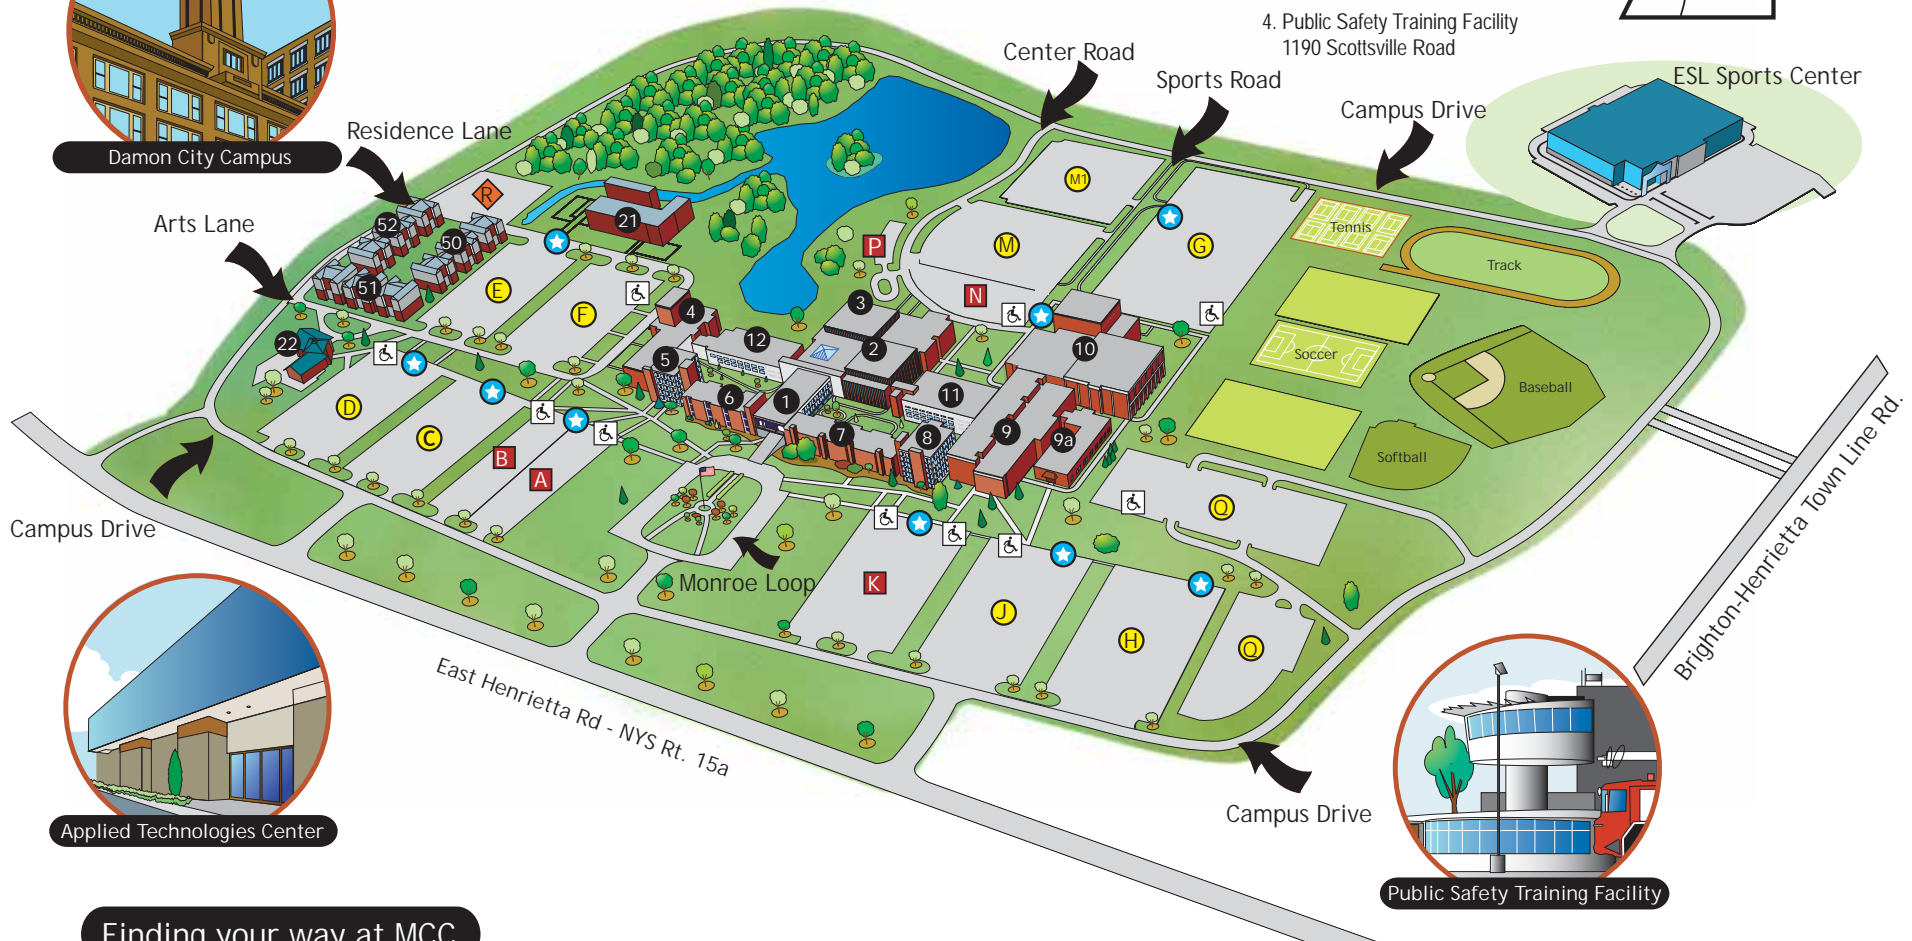 4. Public Safety Training Facility
1190 Scottsville Road
Center Road
Sports Road
ESL Sports Center
Campus Drive
Residence Lane
Damon City Campus
Arts Lane
R
52
50
51
21
22
E
F
D
C
B
A
P
M1
M
G
N
Tennis
Track
Soccer
Baseball
Softball
3
4
12
2
5
6
1
11
10
7
8
9
9a
Q
K
J
H
Q
Campus Drive
Monroe Loop
East Henrietta Rd - NYS Rt. 15a
Brighton-Henrietta Town Line Rd.
Campus Drive
Applied Technologies Center
Public Safety Training Facility
Finding your way at MCC